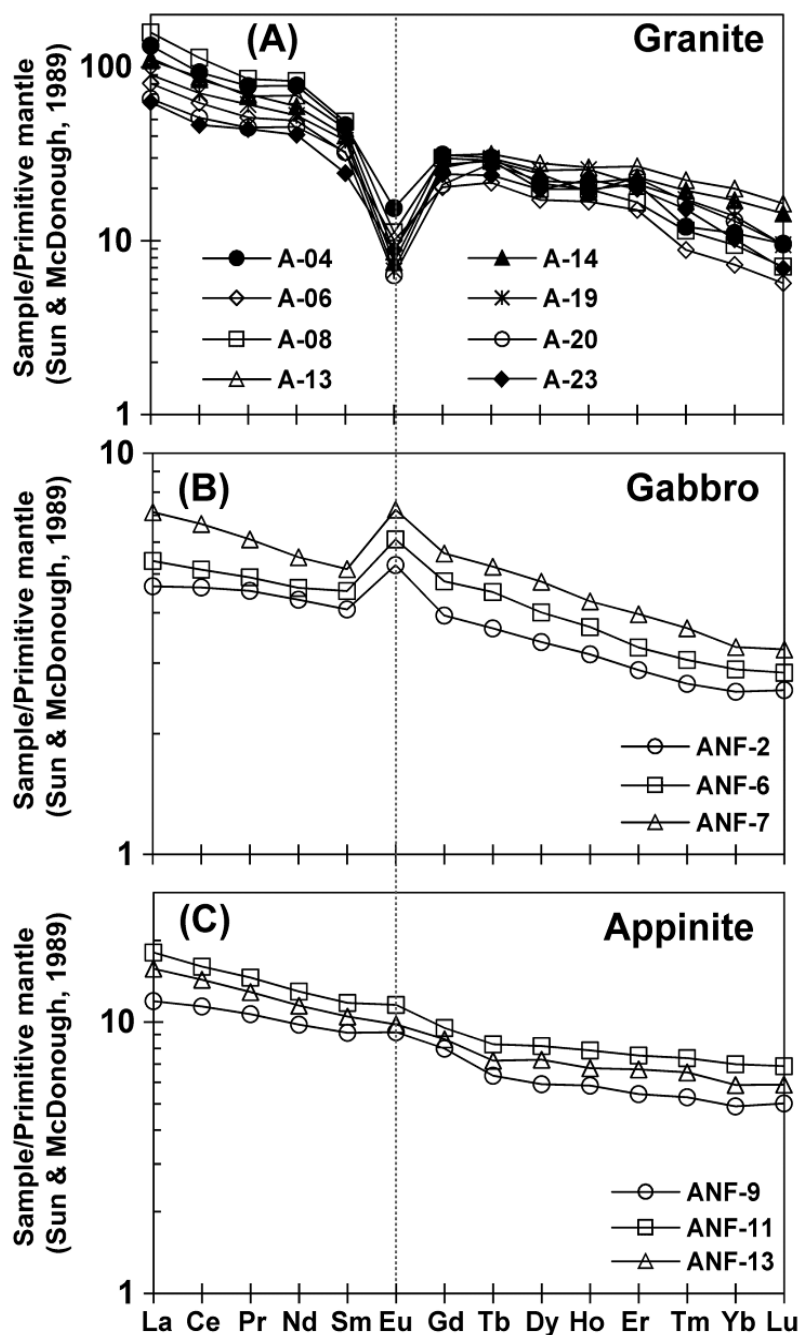 (A) Granite
100
10
1
Sample/Primitive mantle
(Sun & McDonough, 1989)
A-04 A-14
A-06 A-19
A-08 A-20
A-13 A-23
(B) Gabbro
10
1
Sample/Primitive mantle
(Sun & McDonough, 1989)
ANF-2
ANF-6
ANF-7
(C) Appinite
10
1
Sample/Primitive mantle
(Sun & McDonough, 1989)
ANF-9
ANF-11
ANF-13
La Ce Pr Nd Sm Eu Gd Tb Dy Ho Er Tm Yb Lu